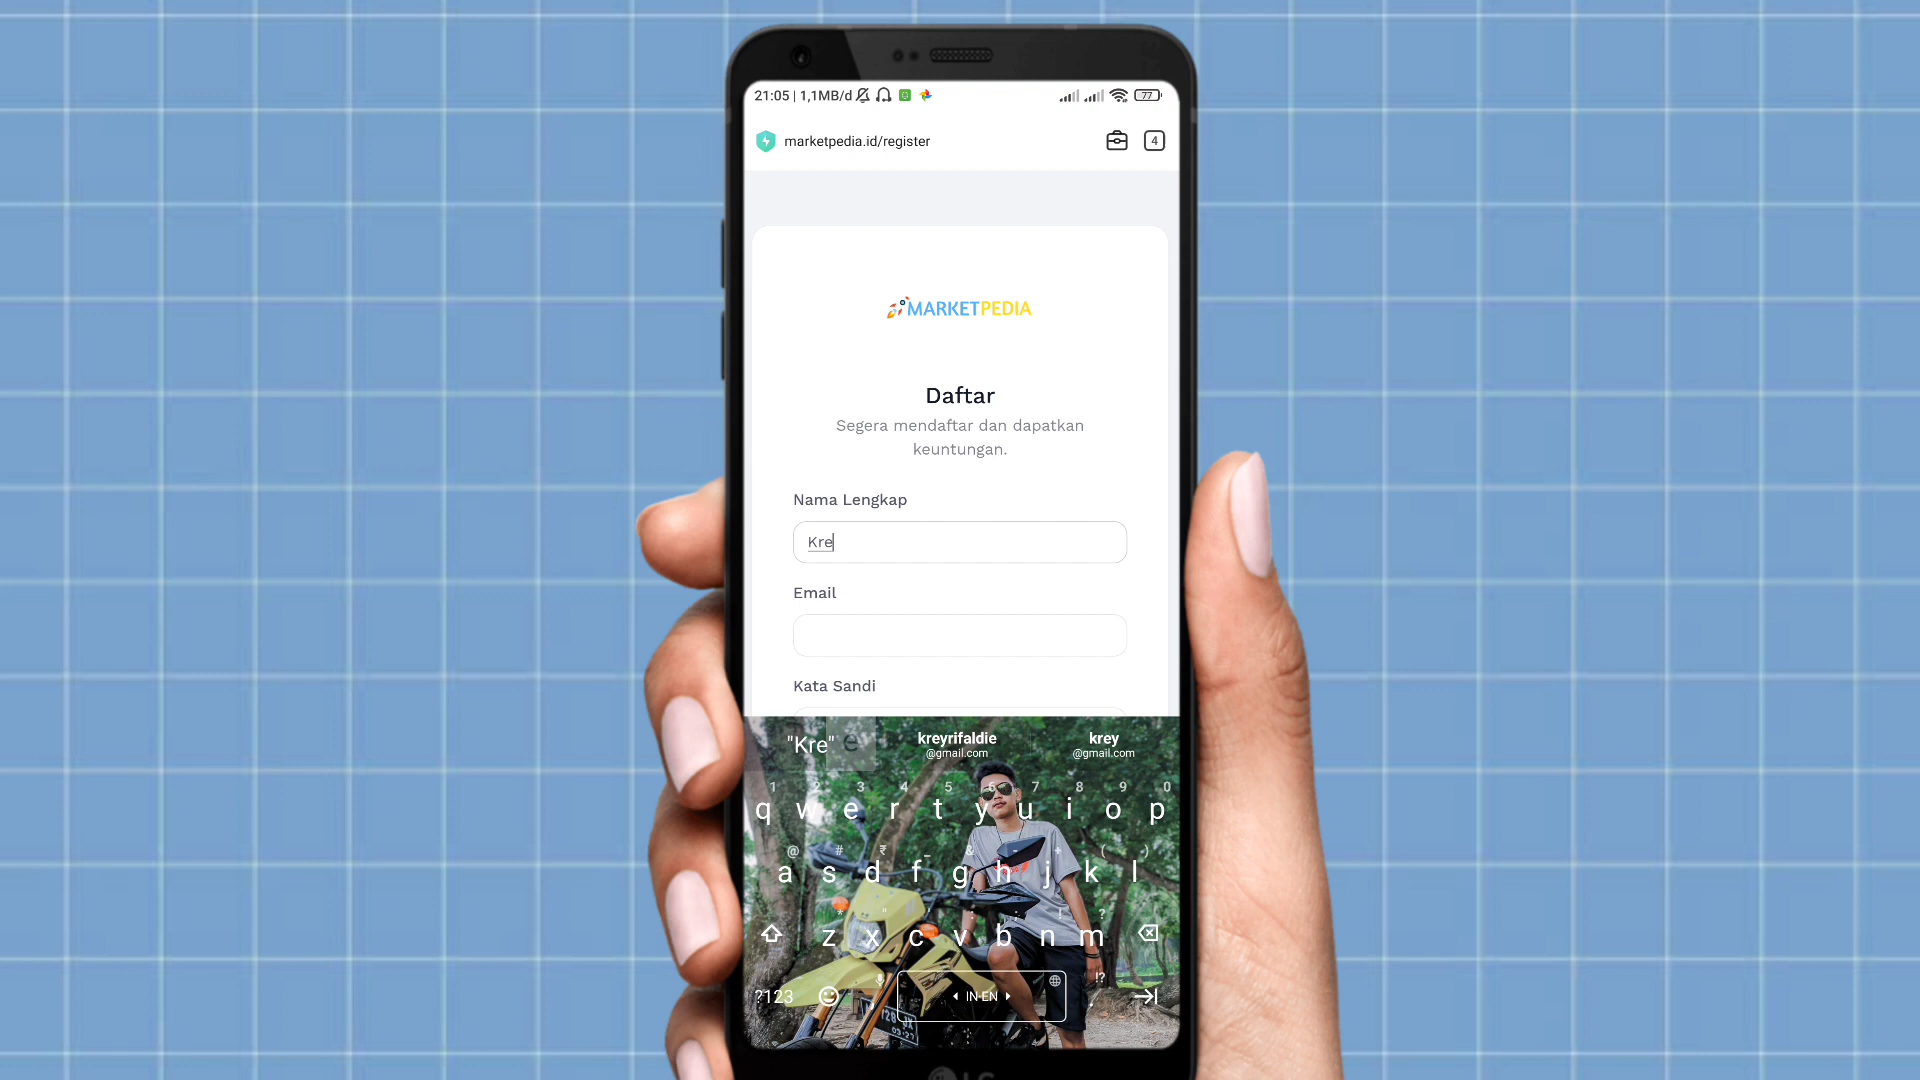 21:05 | 1,1MB/d
77
marketpedia.id/register
4
MARKETPEDIA
Daftar
Segera mendaftar dan dapatkan
keuntungan.
Nama Lengkap
Kre
Email
Kata Sandi
"Kre" e kreyrifaldie krey
@gmail.com @gmail.com
1 2 3 4 5 6 7 8 9 0
q w e r t y u i o p
@ # ₹ _ & - + ( )
a s d f g h j k l
* " ' : ; ! ?
z x c v b n m
!?
?123 , IN·EN .
LG